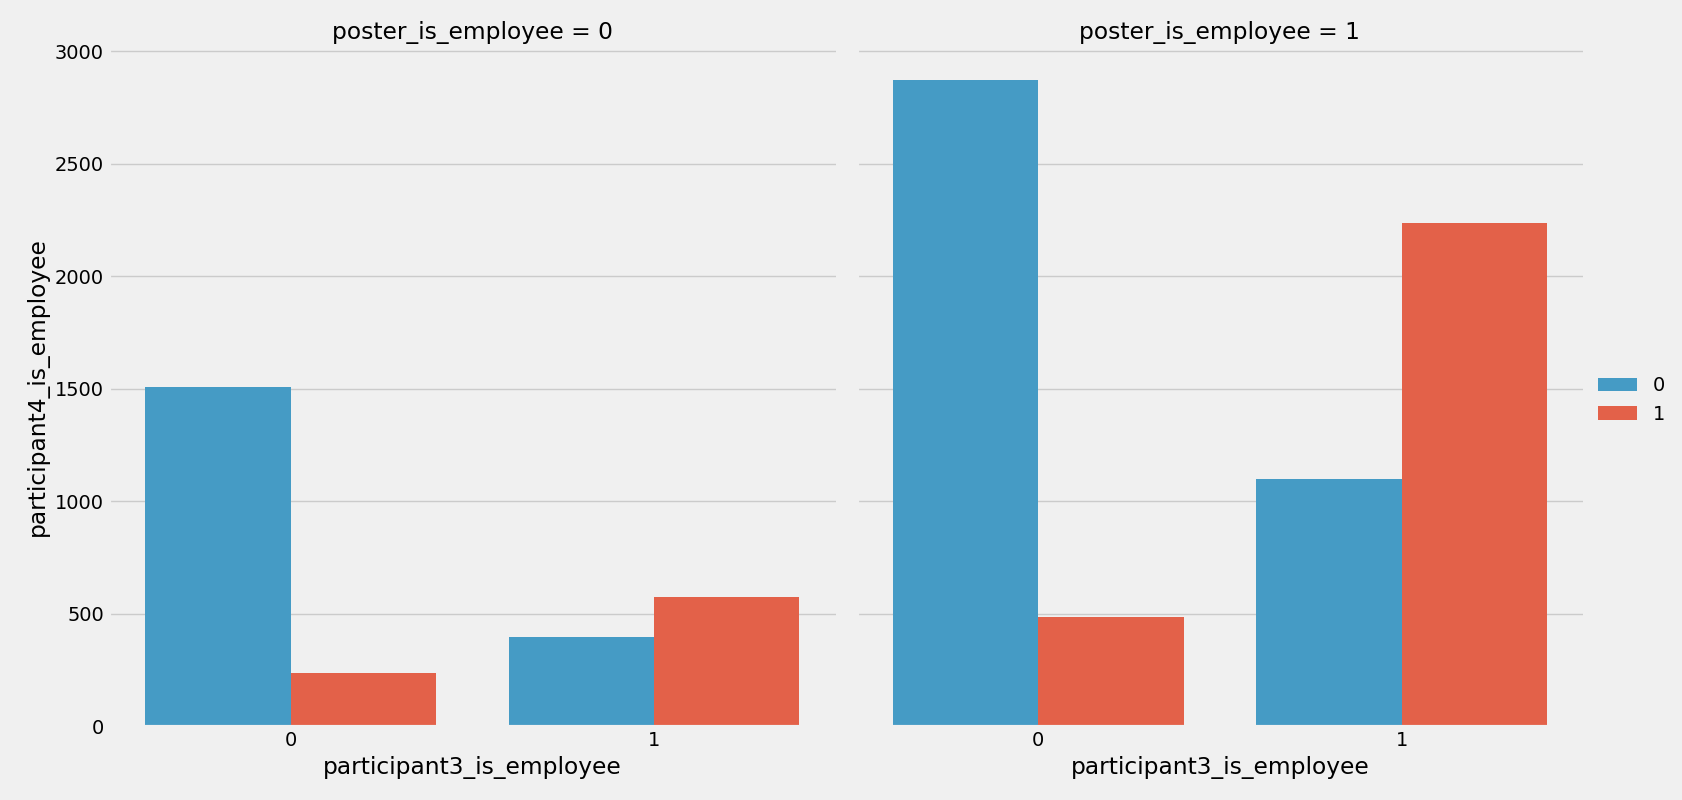 poster_is_employee = 0
poster_is_employee = 1
3000
2500
2000
1500
1000
500
0
participant4_is_employee
0
1
0
1
participant3_is_employee
participant3_is_employee
0
1